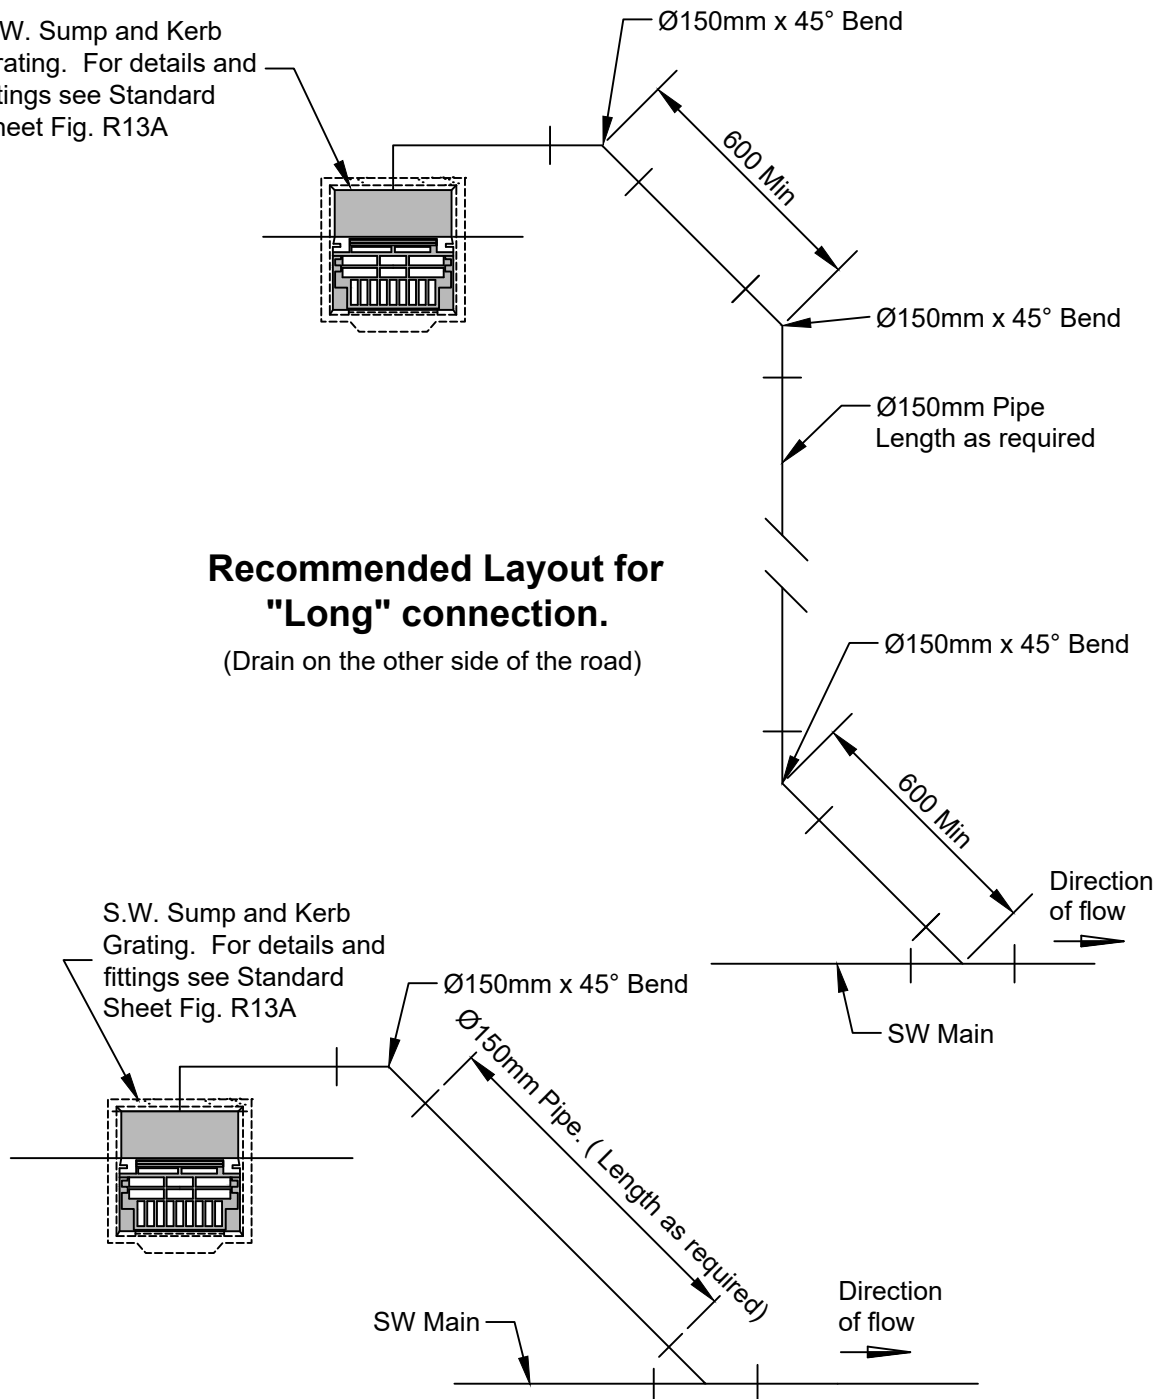 W. Sump and Kerb
rating. For details and
tings see Standard
heet Fig. R13A
Ø150mm x 45° Bend
600 Min
Ø150mm x 45° Bend
Ø150mm Pipe
Length as required
Recommended Layout for
"Long" connection.
(Drain on the other side of the road)
Ø150mm x 45° Bend
600 Min
Direction
of flow
SW Main
S.W. Sump and Kerb
Grating. For details and
fittings see Standard
Sheet Fig. R13A
Ø150mm x 45° Bend
Ø150mm Pipe. ( Length as required)
Direction
of flow
SW Main